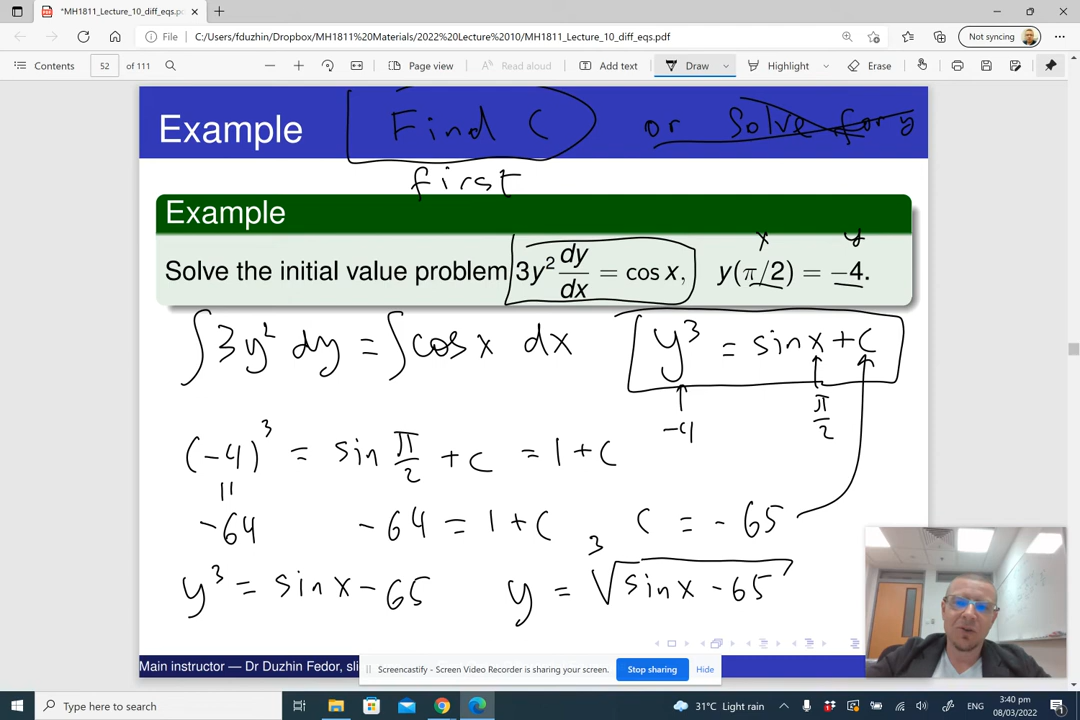 *MH1811_Lecture_10_diff_eqs.p
File C:/Users/fduzhin/Dropbox/MH1811%20Materials/2022%20Lecture%2010/MH1811_Lecture_10_diff_eqs.pdf
Not syncing
Contents 52 of 111 Page view Read aloud Add text Draw Highlight Erase
Example Find C or Solve for y
first
Example
x y
Solve the initial value problem 3y² dy/dx = cos x, y(π/2) = −4.
∫3y² dy = ∫cos x dx y³ = sin x + C
-4 π/2
(-4)³ = sin π/2 + C = 1 + C
||
-64 -64 = 1 + C C = -65
y³ = sin x - 65 y = ³√sin x - 65
Main instructor — Dr Duzhin Fedor, sli
Screencastify - Screen Video Recorder is sharing your screen. Stop sharing Hide
Type here to search
31°C Light rain ENG 3:40 pm
08/03/2022